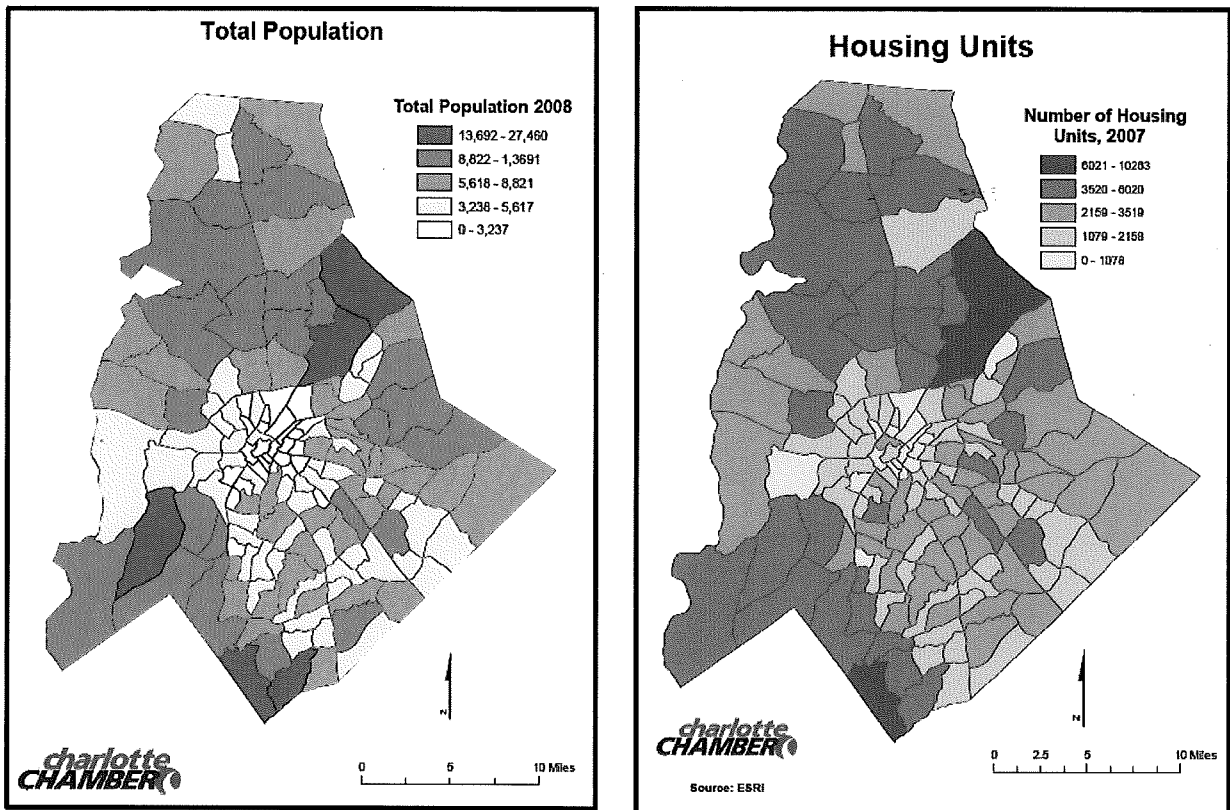 Total Population
Total Population 2008
13,692 - 27,460
8,822 - 1,3691
5,618 - 8,821
3,238 - 5,617
0 - 3,237
N
charlotte
CHAMBER
0 5 10 Miles
Housing Units
Number of Housing
Units, 2007
6021 - 10263
3520 - 6020
2159 - 3519
1079 - 2158
0 - 1078
N
charlotte
CHAMBER
0 2.5 5 10 Miles
Source: ESRI